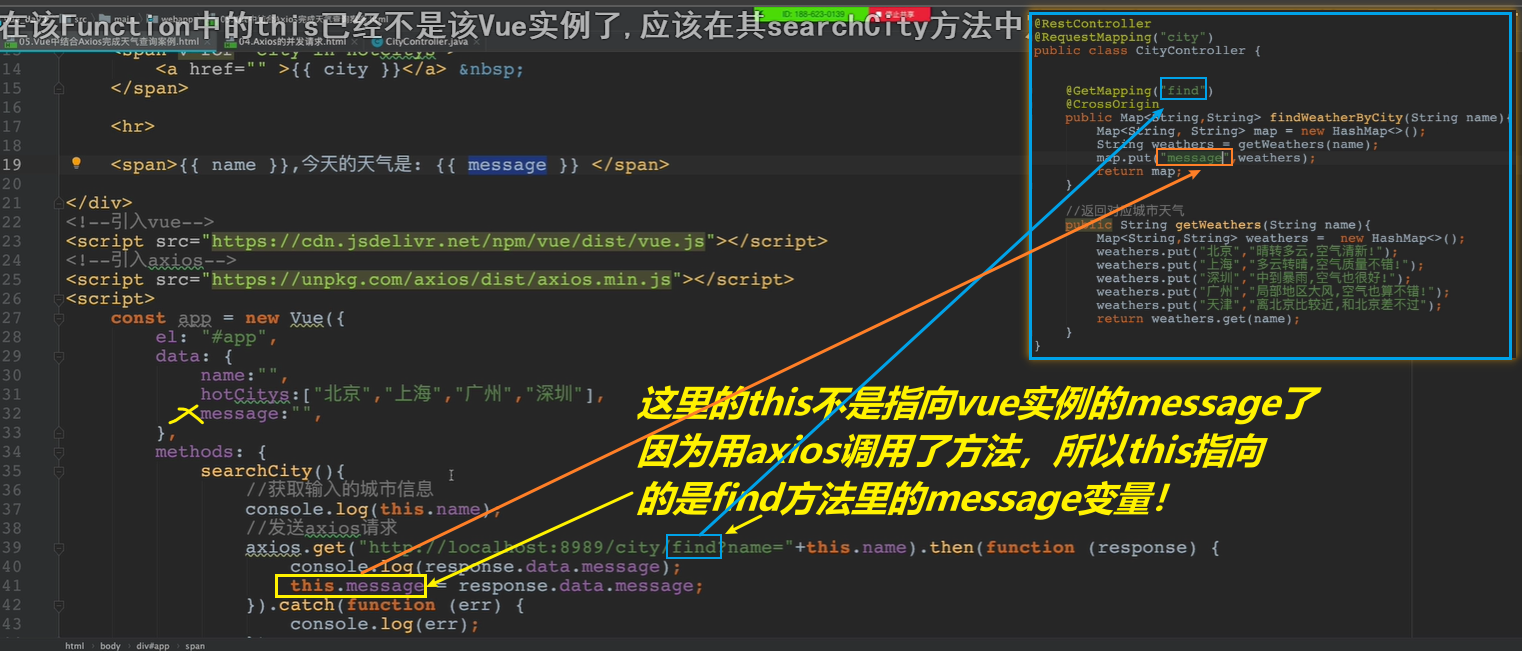 在该Function中的this已经不是该Vue实例了,应该在其searchCity方法中
ID: 188-623-0139
停止共享
05.Vue中结合Axios完成天气查询案例.html
04.Axios的并发请求.html
CityController.java
14 <a href="" >{{ city }}</a> &nbsp;
15 </span>
16
17 <hr>
18
19 <span>{{ name }},今天的天气是: {{ message }} </span>
20
21 </div>
22 <!--引入vue-->
23 <script src="https://cdn.jsdelivr.net/npm/vue/dist/vue.js"></script>
24 <!--引入axios-->
25 <script src="https://unpkg.com/axios/dist/axios.min.js"></script>
26 <script>
27 const app = new Vue({
28 el: "#app",
29 data: {
30 name:"",
31 hotCitys:["北京","上海","广州","深圳"],
32 message:"",
33 },
34 methods: {
35 searchCity(){
36 //获取输入的城市信息
37 console.log(this.name);
38 //发送axios请求
39 axios.get("http://localhost:8989/city/find?name="+this.name).then(function (response) {
40 console.log(response.data.message);
41 this.message = response.data.message;
42 }).catch(function (err) {
43 console.log(err);
html › body › div#app › span
@RestController
@RequestMapping("city")
public class CityController {
@GetMapping("find")
@CrossOrigin
public Map<String,String> findWeatherByCity(String name){
Map<String, String> map = new HashMap<>();
String weathers = getWeathers(name);
map.put("message",weathers);
return map;
}
//返回对应城市天气
public String getWeathers(String name){
Map<String,String> weathers =  new HashMap<>();
weathers.put("北京","晴转多云,空气清新!");
weathers.put("上海","多云转晴,空气质量不错!");
weathers.put("深圳","中到暴雨,空气也很好!");
weathers.put("广州","局部地区大风,空气也算不错!");
weathers.put("天津","离北京比较近,和北京差不过");
return weathers.get(name);
}
}
这里的this不是指向vue实例的message了
因为用axios调用了方法，所以this指向
的是find方法里的message变量！